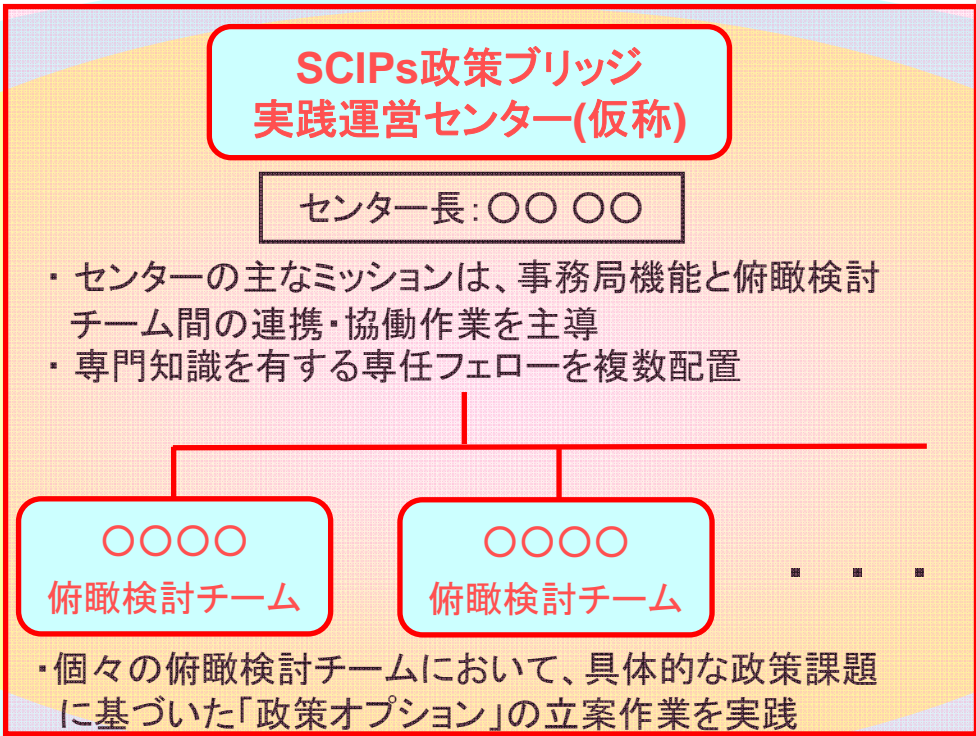 SCIPs政策ブリッジ
実践運営センター(仮称)
センター長:〇〇 〇〇
・センターの主なミッションは、事務局機能と俯瞰検討
チーム間の連携・協働作業を主導
・専門知識を有する専任フェローを複数配置
〇〇〇〇
俯瞰検討チーム
〇〇〇〇
俯瞰検討チーム
・・・
・個々の俯瞰検討チームにおいて、具体的な政策課題
に基づいた「政策オプション」の立案作業を実践